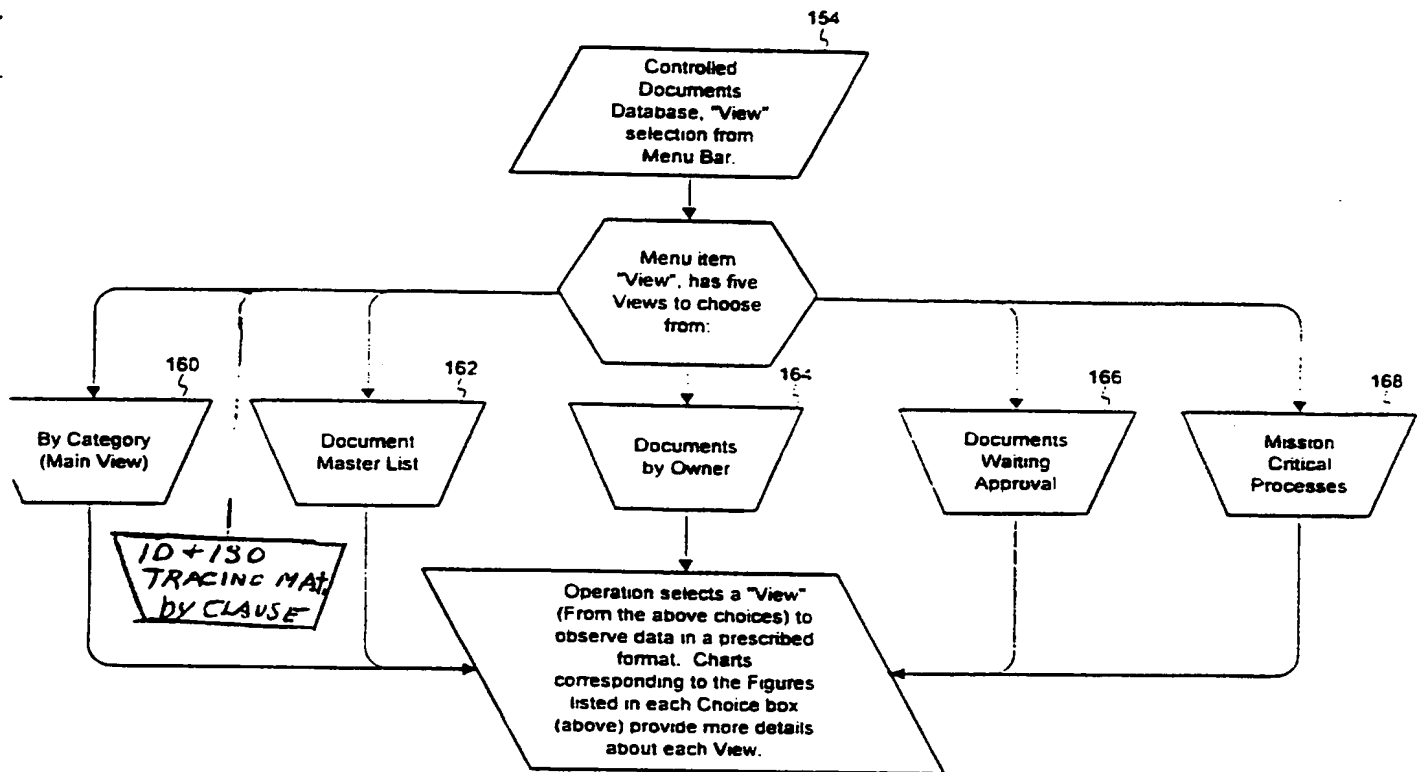 154
Controlled
Documents
Database, "View"
selection from
Menu Bar.
Menu item
"View", has five
Views to choose
from:
160
By Category
(Main View)
162
Document
Master List
164
Documents
by Owner
166
Documents
Waiting
Approval
168
Mission
Critical
Processes
TRACING MAt.
by CLAUSE
Operation selects a "View"
(From the above choices) to
observe data in a prescribed
format. Charts
corresponding to the Figures
listed in each Choice box
(above) provide more details
about each View.